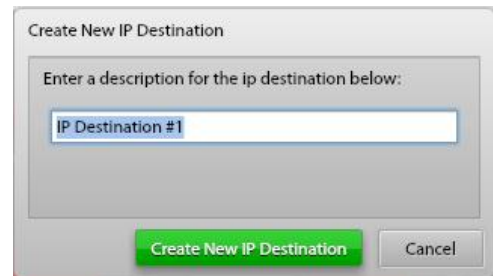 Create New IP Destination
Enter a description for the ip destination below:
IP Destination #1
Create New IP Destination Cancel